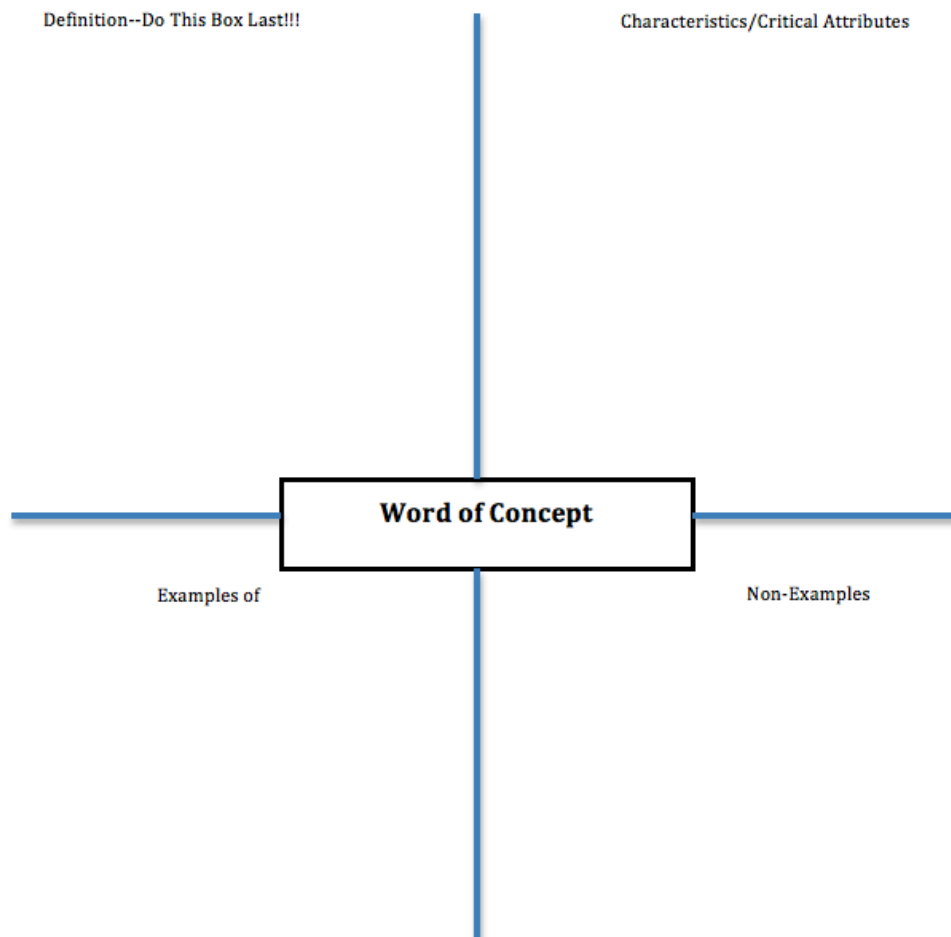 Definition--Do This Box Last!!!
Characteristics/Critical Attributes
Word of Concept
Examples of
Non-Examples